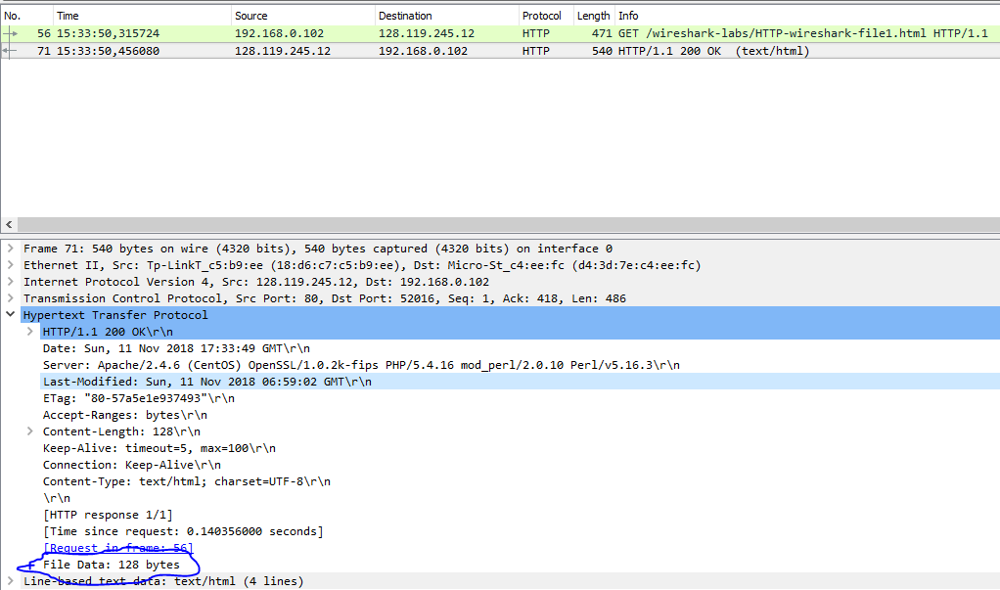 No. Time Source Destination Protocol Length Info
56 15:33:50,315724 192.168.0.102 128.119.245.12 HTTP 471 GET /wireshark-labs/HTTP-wireshark-file1.html HTTP/1.1
71 15:33:50,456080 128.119.245.12 192.168.0.102 HTTP 540 HTTP/1.1 200 OK (text/html)
Frame 71: 540 bytes on wire (4320 bits), 540 bytes captured (4320 bits) on interface 0
Ethernet II, Src: Tp-LinkT_c5:b9:ee (18:d6:c7:c5:b9:ee), Dst: Micro-St_c4:ee:fc (d4:3d:7e:c4:ee:fc)
Internet Protocol Version 4, Src: 128.119.245.12, Dst: 192.168.0.102
Transmission Control Protocol, Src Port: 80, Dst Port: 52016, Seq: 1, Ack: 418, Len: 486
Hypertext Transfer Protocol
HTTP/1.1 200 OK\r\n
Date: Sun, 11 Nov 2018 17:33:49 GMT\r\n
Server: Apache/2.4.6 (CentOS) OpenSSL/1.0.2k-fips PHP/5.4.16 mod_perl/2.0.10 Perl/v5.16.3\r\n
Last-Modified: Sun, 11 Nov 2018 06:59:02 GMT\r\n
ETag: "80-57a5e1e937493"\r\n
Accept-Ranges: bytes\r\n
Content-Length: 128\r\n
Keep-Alive: timeout=5, max=100\r\n
Connection: Keep-Alive\r\n
Content-Type: text/html; charset=UTF-8\r\n
\r\n
[HTTP response 1/1]
[Time since request: 0.140356000 seconds]
[Request in frame: 56]
File Data: 128 bytes
Line-based text data: text/html (4 lines)